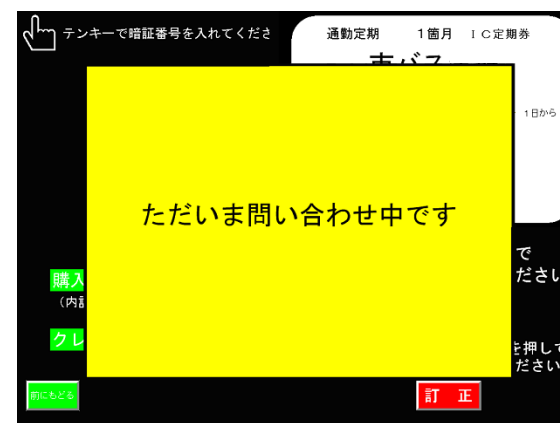 テンキーで暗証番号を入れてくださ
通勤定期 1箇月 IC定期券
市バス
1日から
ただいま問い合わせ中です
で
購入
ださい
(内
クレ
を押して
ださい
前にもどる
訂 正